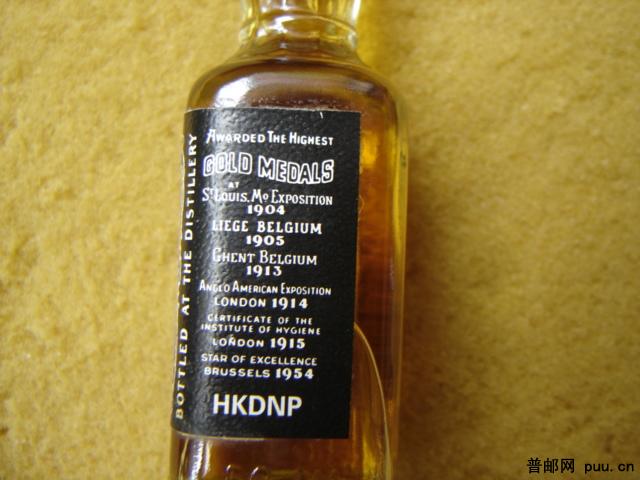 AWARDED THE HIGHEST
GOLD MEDALS
AT
ST. LOUIS, MO EXPOSITION
1904
LIEGE BELGIUM
1905
GHENT BELGIUM
1913
ANGLO AMERICAN EXPOSITION
LONDON 1914
CERTIFICATE OF THE
INSTITUTE OF HYGIENE
LONDON 1915
STAR OF EXCELLENCE
BRUSSELS 1954
HKDNP
BOTTLED AT THE DISTILLERY
普邮网 puu.cn